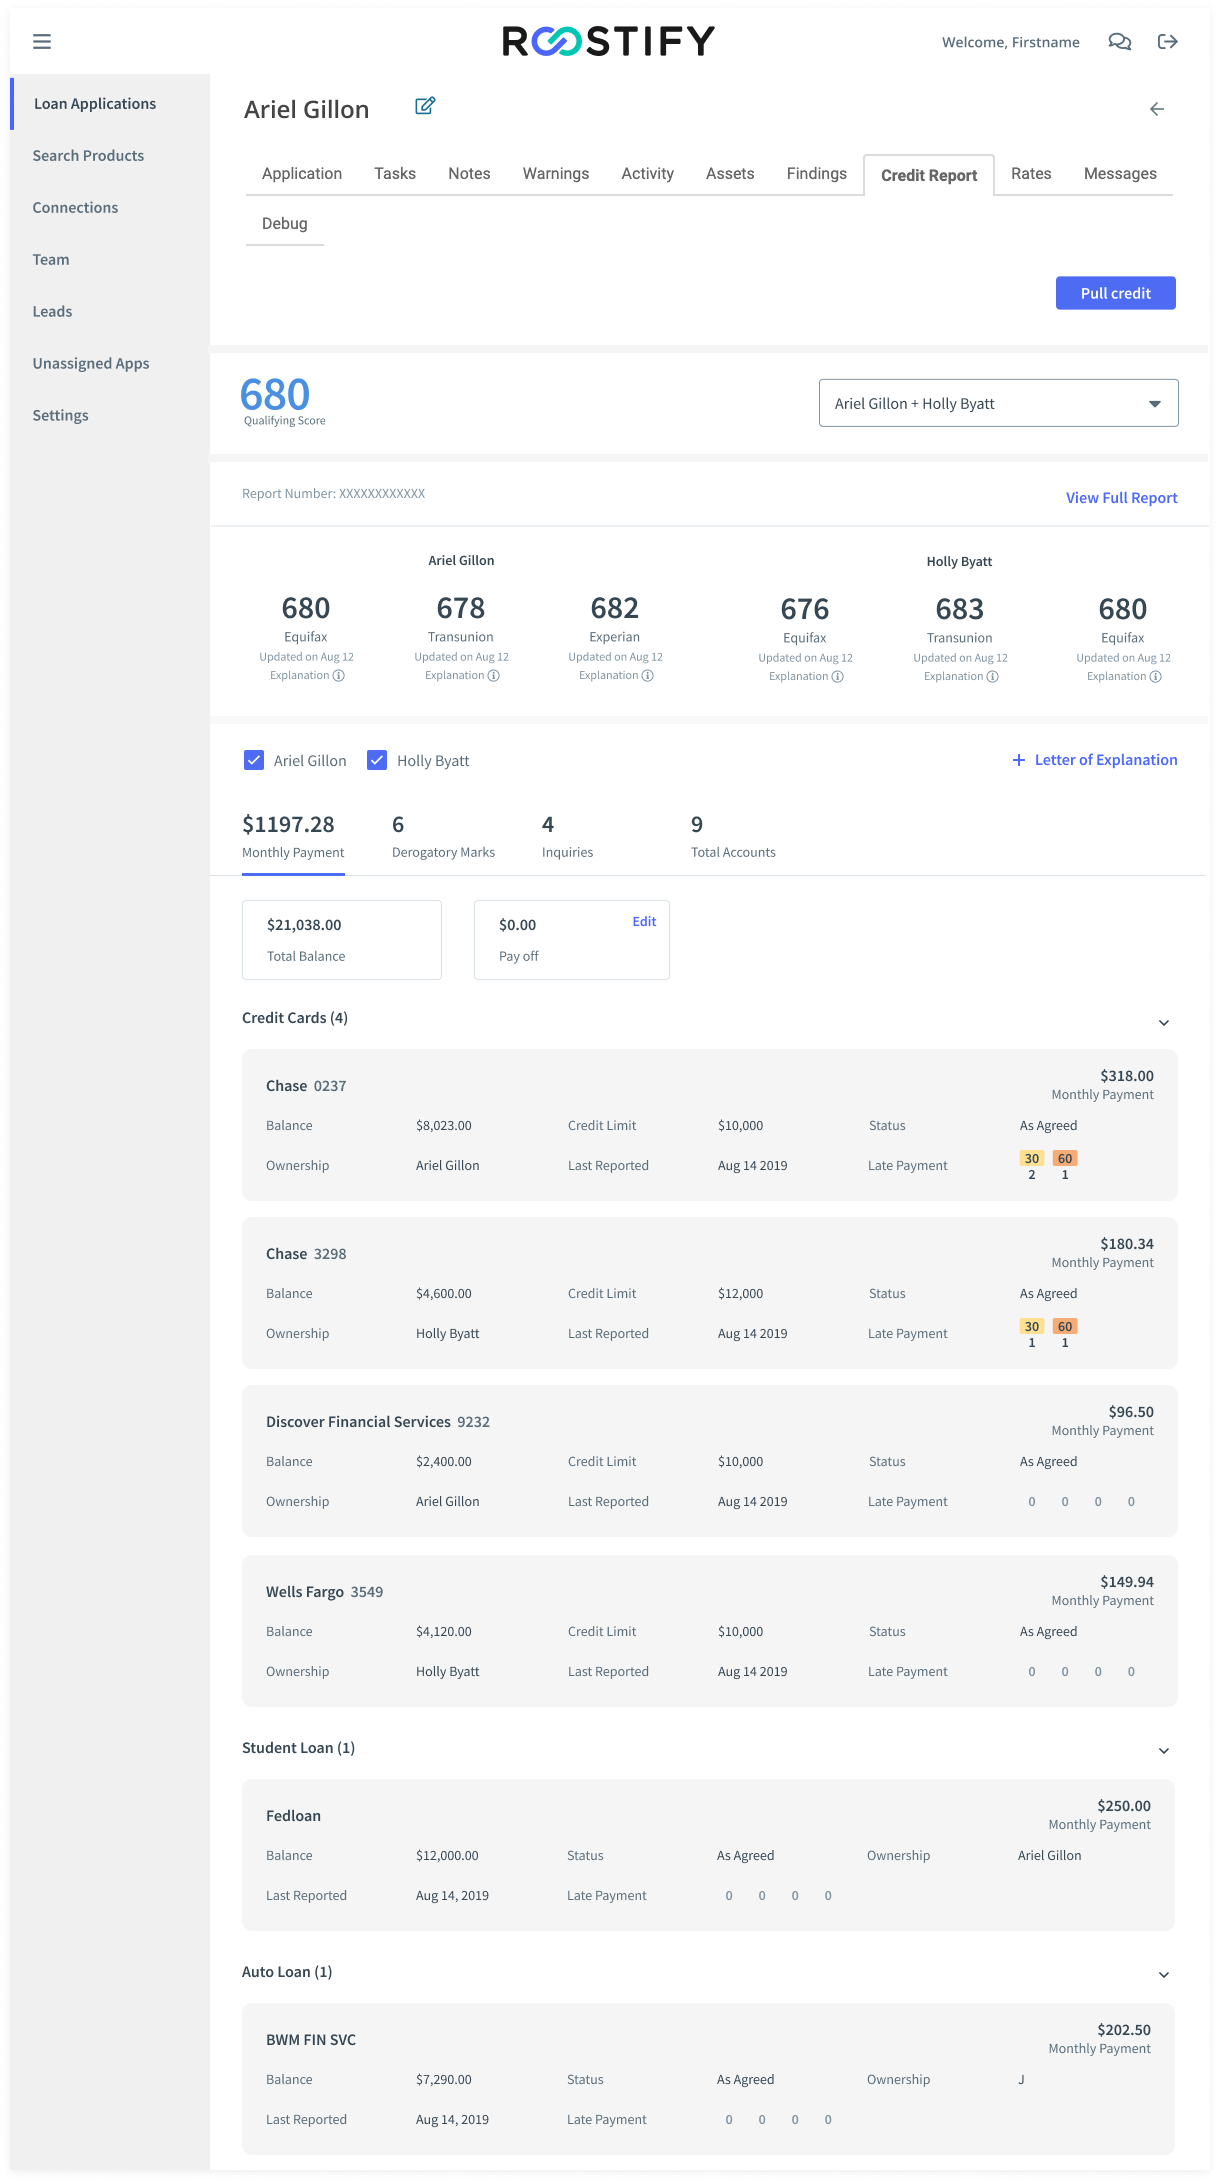 ROOSTIFY
Welcome, Firstname
Loan Applications
Search Products
Connections
Team
Leads
Unassigned Apps
Settings
Ariel Gillon
Application Tasks Notes Warnings Activity Assets Findings Credit Report Rates Messages
Debug
Pull credit
680
Qualifying Score
Ariel Gillon + Holly Byatt
Report Number: XXXXXXXXXXXX
View Full Report
Ariel Gillon Holly Byatt
680 678 682 676 683 680
Equifax Transunion Experian Equifax Transunion Equifax
Updated on Aug 12 Updated on Aug 12 Updated on Aug 12 Updated on Aug 12 Updated on Aug 12 Updated on Aug 12
Explanation Explanation Explanation Explanation Explanation Explanation
Ariel Gillon Holly Byatt
+ Letter of Explanation
$1197.28 6 4 9
Monthly Payment Derogatory Marks Inquiries Total Accounts
$21,038.00 $0.00 Edit
Total Balance Pay off
Credit Cards (4)
Chase 0237 $318.00
Monthly Payment
Balance $8,023.00 Credit Limit $10,000 Status As Agreed
Ownership Ariel Gillon Last Reported Aug 14 2019 Late Payment 30 60
2 1
Chase 3298 $180.34
Monthly Payment
Balance $4,600.00 Credit Limit $12,000 Status As Agreed
Ownership Holly Byatt Last Reported Aug 14 2019 Late Payment 30 60
1 1
Discover Financial Services 9232 $96.50
Monthly Payment
Balance $2,400.00 Credit Limit $10,000 Status As Agreed
Ownership Ariel Gillon Last Reported Aug 14 2019 Late Payment 0 0 0 0
Wells Fargo 3549 $149.94
Monthly Payment
Balance $4,120.00 Credit Limit $10,000 Status As Agreed
Ownership Holly Byatt Last Reported Aug 14 2019 Late Payment 0 0 0 0
Student Loan (1)
Fedloan $250.00
Monthly Payment
Balance $12,000.00 Status As Agreed Ownership Ariel Gillon
Last Reported Aug 14, 2019 Late Payment 0 0 0 0
Auto Loan (1)
BWM FIN SVC $202.50
Monthly Payment
Balance $7,290.00 Status As Agreed Ownership J
Last Reported Aug 14, 2019 Late Payment 0 0 0 0